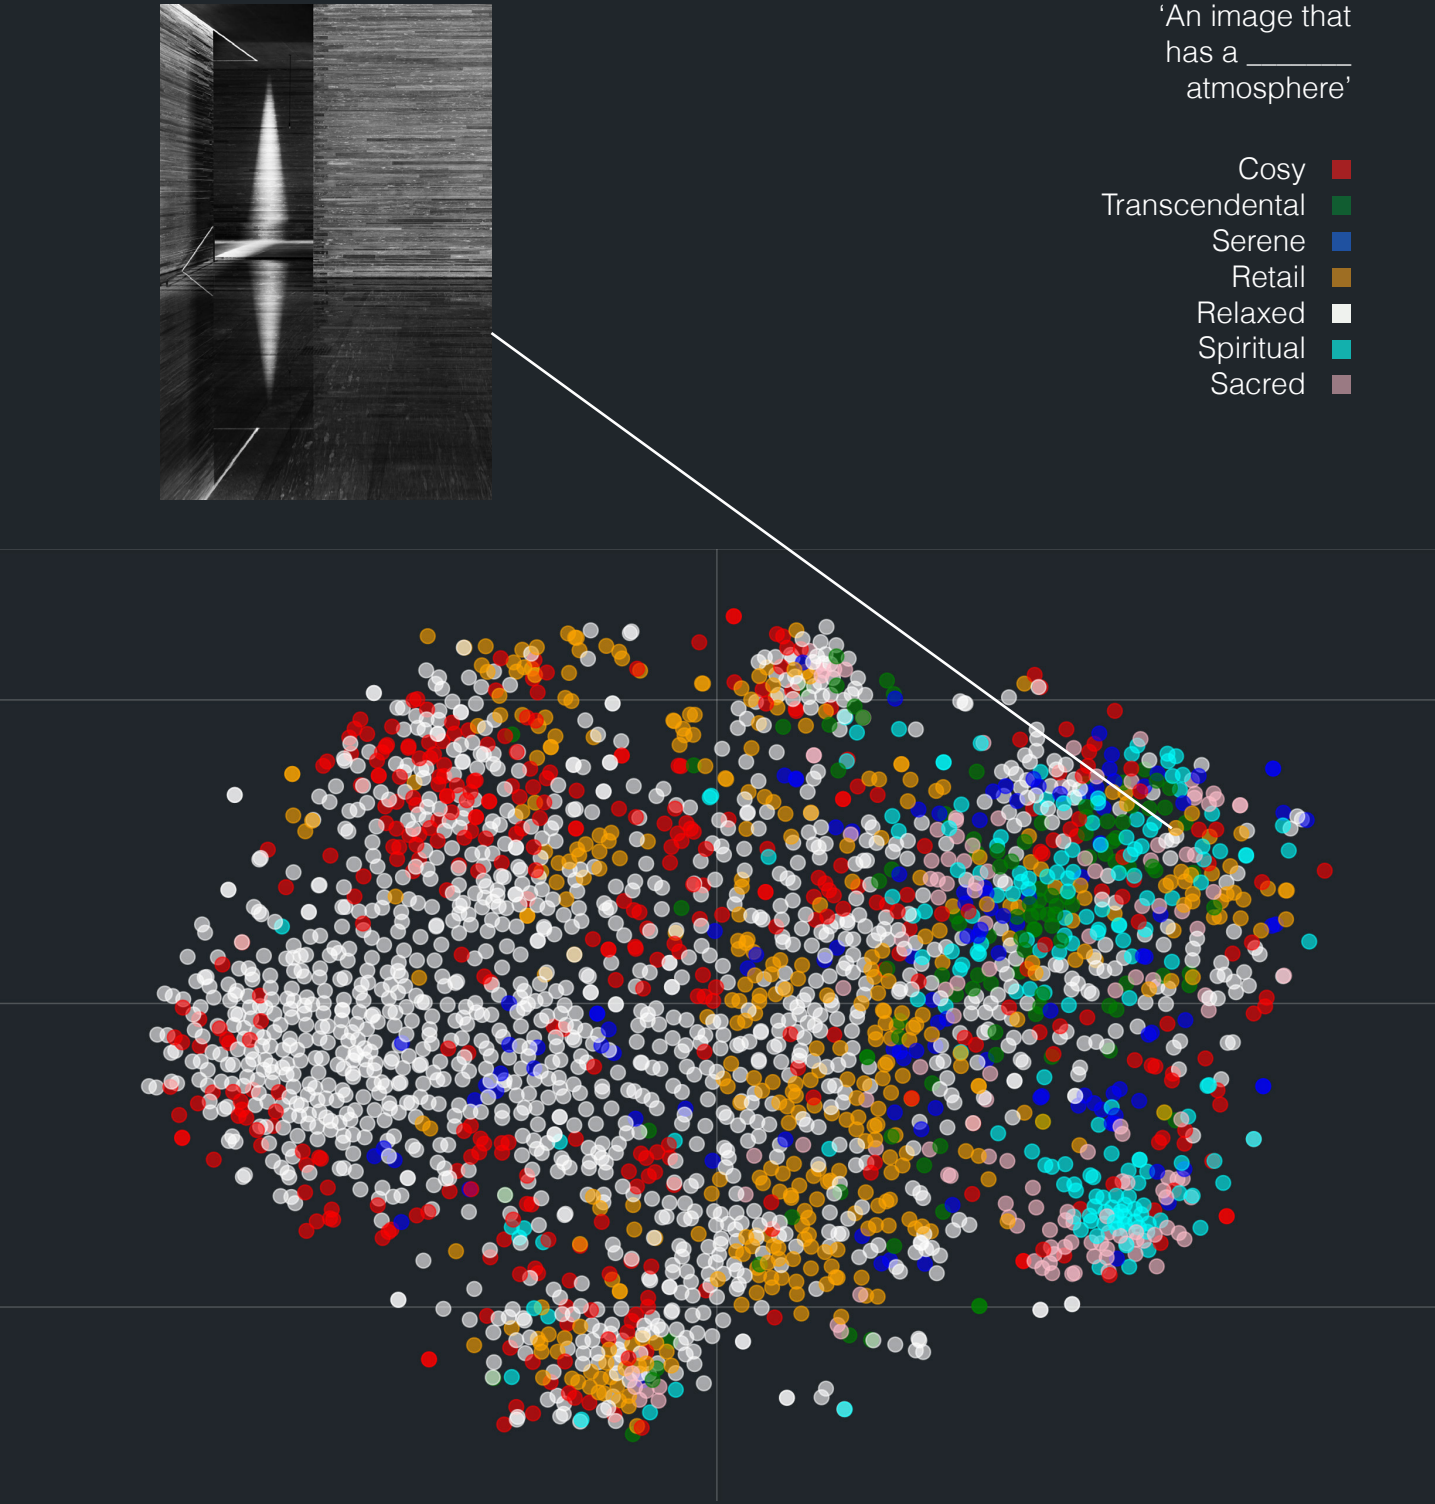 ‘An image that
has a _______
atmosphere’
Cosy
Transcendental
Serene
Retail
Relaxed
Spiritual
Sacred